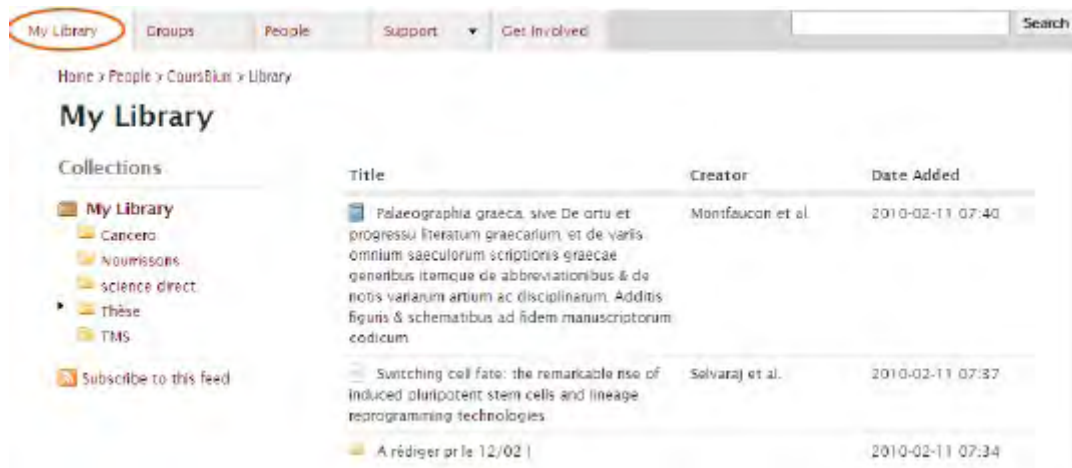 My Library Groups People Support Get Involved Search
Home > People > CoursBium > Library
My Library
Collections
My Library
Cancero
Nourrissons
science direct
Thèse
TMS
Subscribe to this feed
Title Creator Date Added
Palaeographia graeca, sive De ortu et Montfaucon et al. 2010-02-11 07:40
progressu literatum graecarium, et de variis
omnium saeculorum scriptionis graecae
generibus itemque de abbreviationibus & de
notis variarum artium ac disciplinarum. Additis
figuris & schematibus ad fidem manuscriptorum
codicum
Switching cell fate: the remarkable rise of Selvaraj et al. 2010-02-11 07:37
induced pluripotent stem cells and lineage
reprogramming technologies
A rédiger pr le 12/02 ! 2010-02-11 07:34